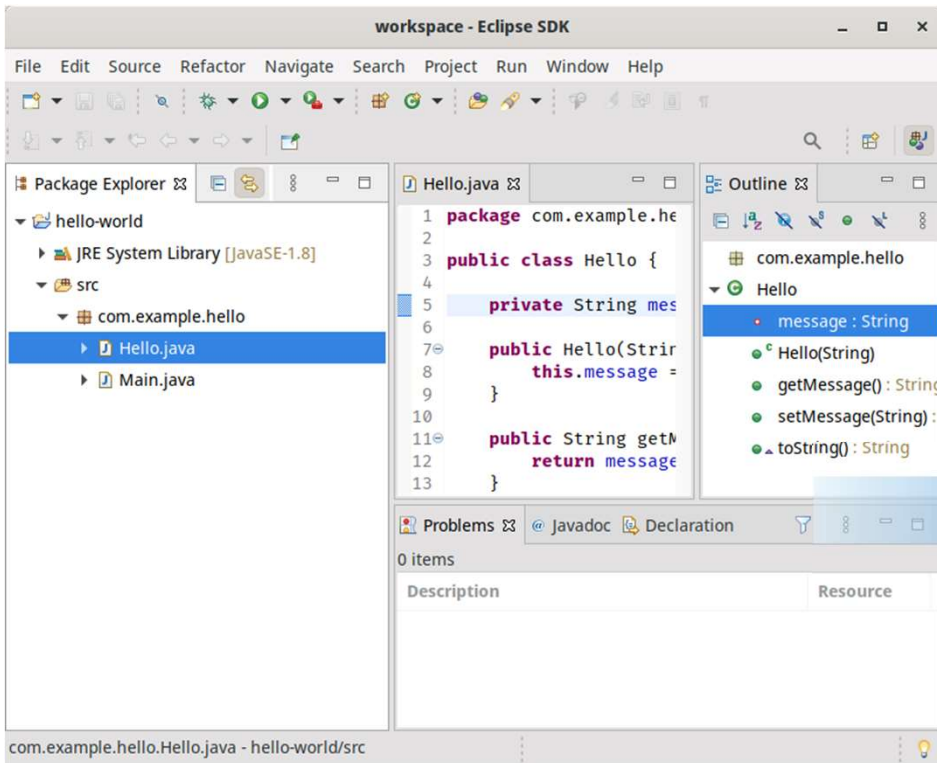 workspace - Eclipse SDK
File Edit Source Refactor Navigate Search Project Run Window Help
Package Explorer
hello-world
JRE System Library [JavaSE-1.8]
src
com.example.hello
Hello.java
Main.java
Hello.java
1 package com.example.he
2
3 public class Hello {
4
5 private String mes
6
7 public Hello(Strin
8 this.message =
9 }
10
11 public String getM
12 return message
13 }
Outline
com.example.hello
Hello
message : String
Hello(String)
getMessage() : String
setMessage(String) :
toString() : String
Problems Javadoc Declaration
0 items
Description Resource
com.example.hello.Hello.java - hello-world/src